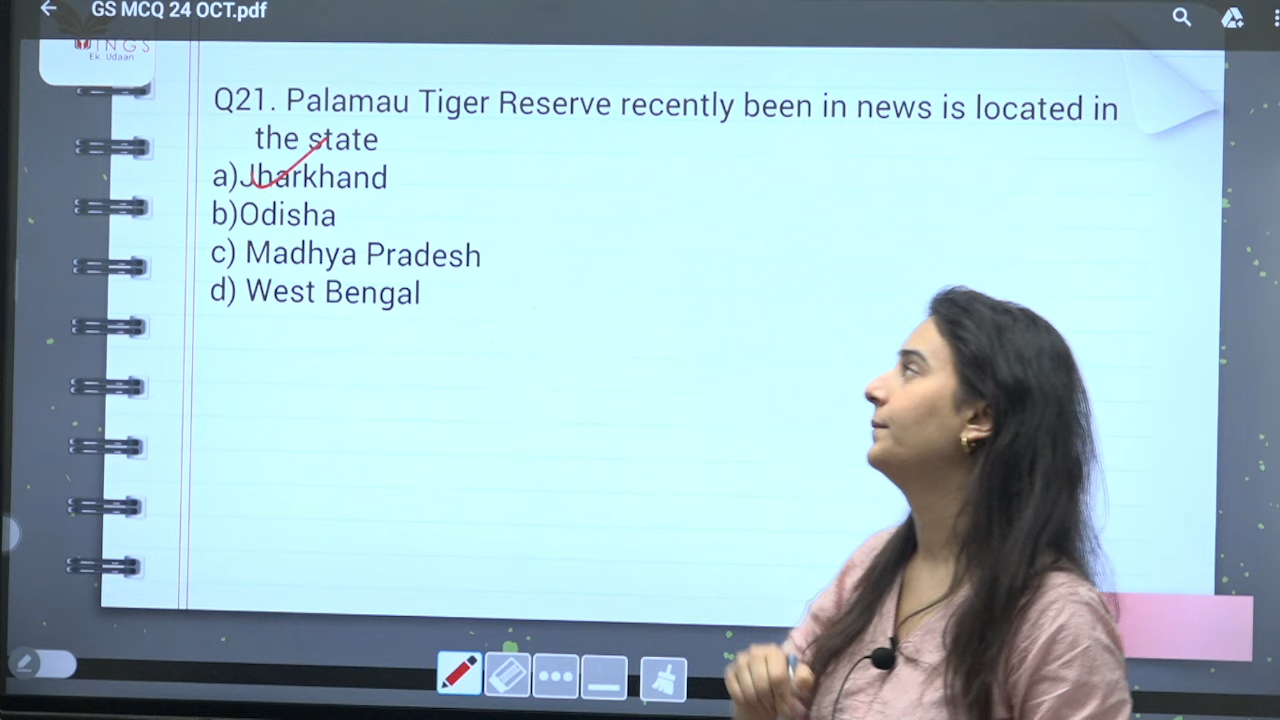 GS MCQ 24 OCT.pdf
WINGS
Ek Udaan
Q21. Palamau Tiger Reserve recently been in news is located in
the state
a)Jharkhand
b)Odisha
c) Madhya Pradesh
d) West Bengal